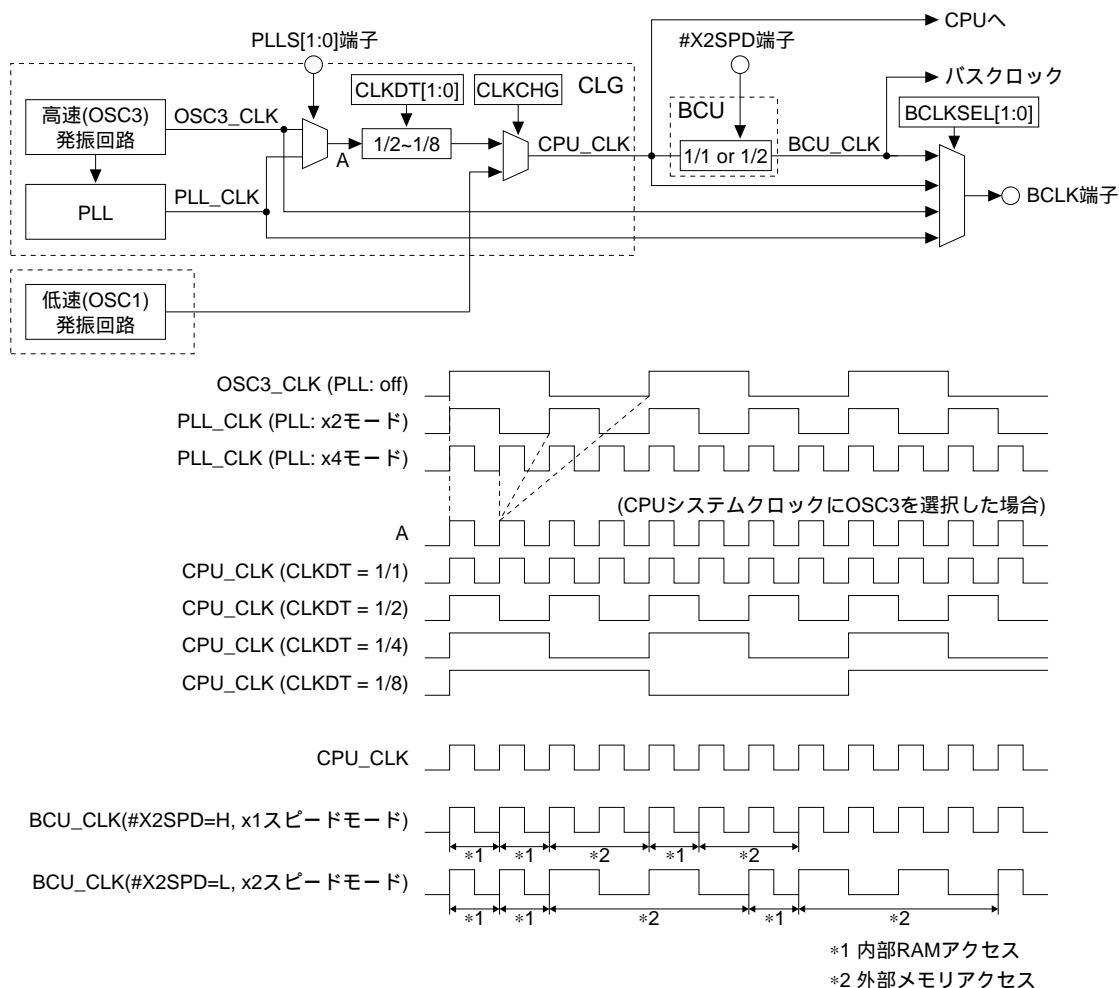 CPUへ
PLLS[1:0]端子
#X2SPD端子
バスクロック
CLKDT[1:0]
CLKCHG
CLG
BCU
BCLKSEL[1:0]
高速(OSC3)
発振回路
OSC3_CLK
A
1/2~1/8
CPU_CLK
1/1 or 1/2
BCU_CLK
PLL
PLL_CLK
BCLK端子
低速(OSC1)
発振回路
OSC3_CLK (PLL: off)
PLL_CLK (PLL: x2モード)
PLL_CLK (PLL: x4モード)
(CPUシステムクロックにOSC3を選択した場合)
A
CPU_CLK (CLKDT = 1/1)
CPU_CLK (CLKDT = 1/2)
CPU_CLK (CLKDT = 1/4)
CPU_CLK (CLKDT = 1/8)
CPU_CLK
BCU_CLK(#X2SPD=H, x1スピードモード)
*1 *1 *2 *1 *2
BCU_CLK(#X2SPD=L, x2スピードモード)
*1 *1 *2 *1 *2
*1 内部RAMアクセス
*2 外部メモリアクセス